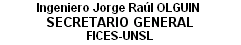 Ingeniero Jorge Raúl OLGUIN
SECRETARIO GENERAL
FICES-UNSL